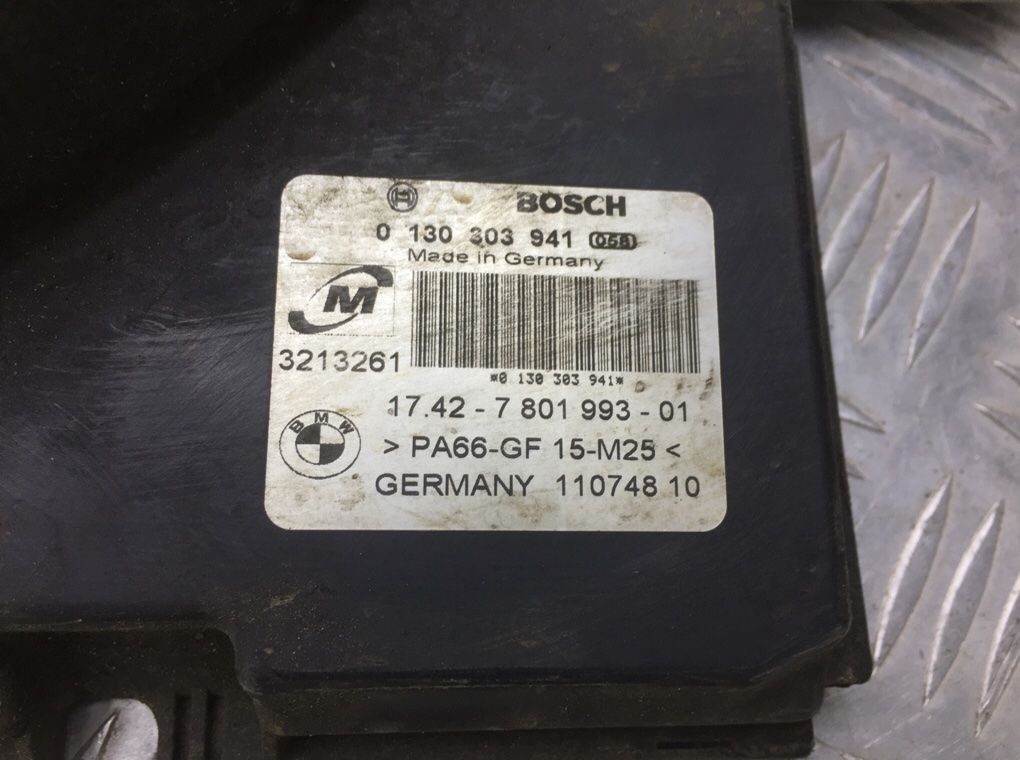 BOSCH
0 130 303 941 058
Made in Germany
M
3213261
*0 130 303 941*
17.42 - 7 801 993 - 01
BMW
> PA66-GF 15-M25 <
GERMANY 110748 10